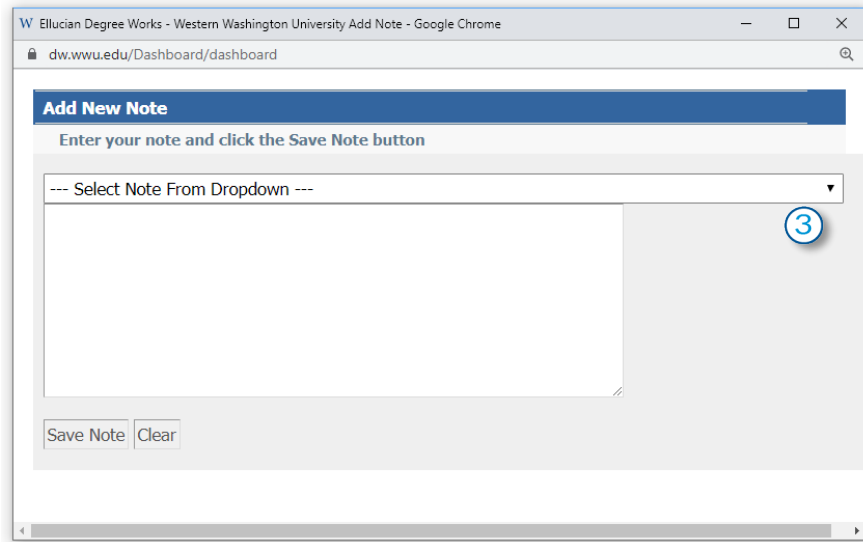 W Ellucian Degree Works - Western Washington University Add Note - Google Chrome
dw.wwu.edu/Dashboard/dashboard
Add New Note
Enter your note and click the Save Note button
--- Select Note From Dropdown ---
3
Save Note Clear